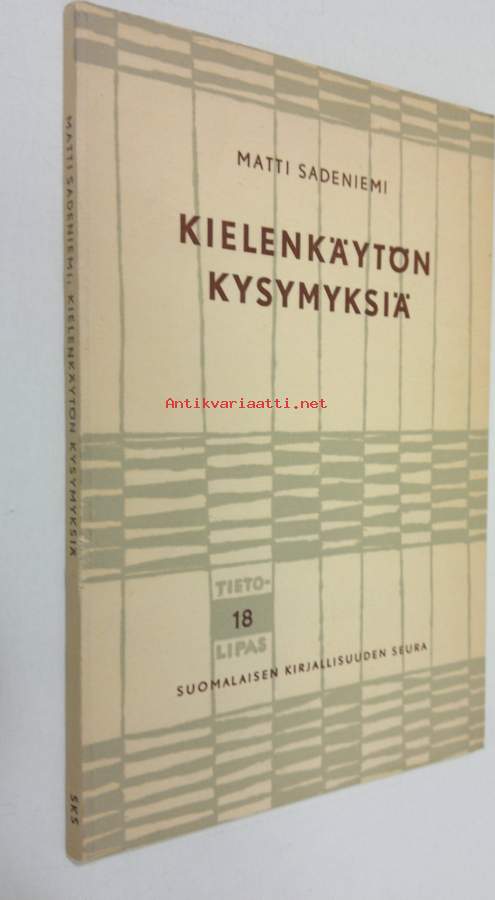 MATTI SADENIEMI
KIELENKÄYTÖN
KYSYMYKSIÄ
Antikvariaatti.net
TIETO-
18
LIPAS
SUOMALAISEN KIRJALLISUUDEN SEURA
MATTI SADENIEMI, KIELENKÄYTÖN KYSYMYKSIÄ
SKS